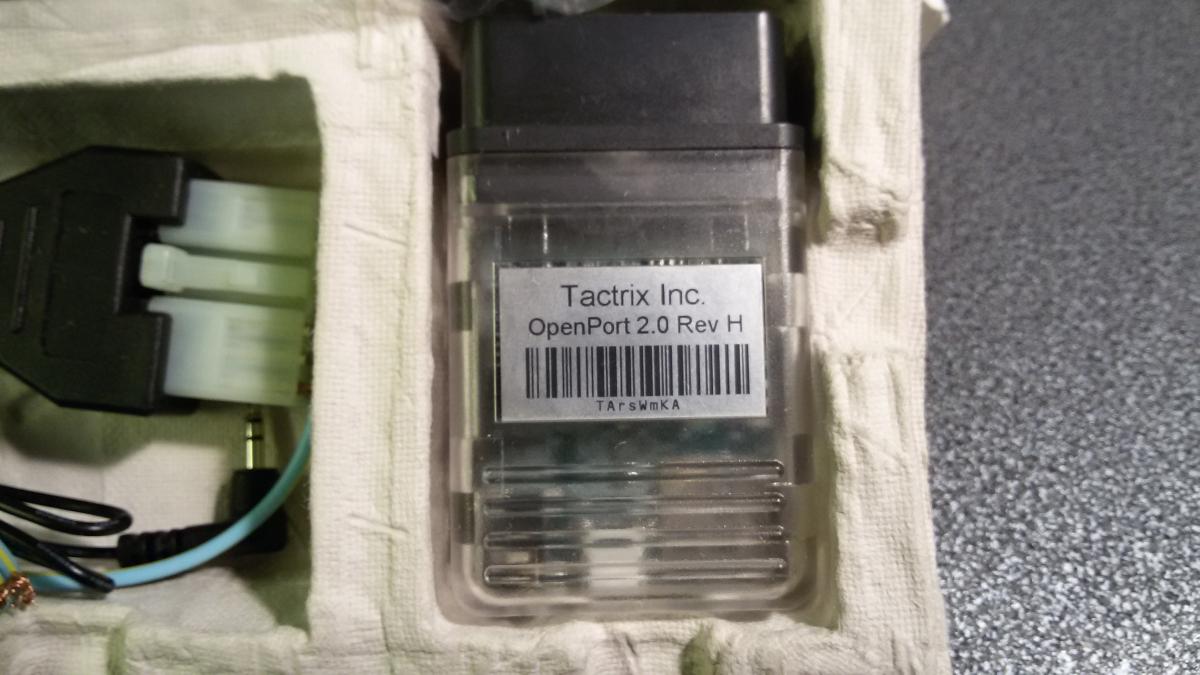 Tactrix Inc.
OpenPort 2.0 Rev H
TArsWmKA